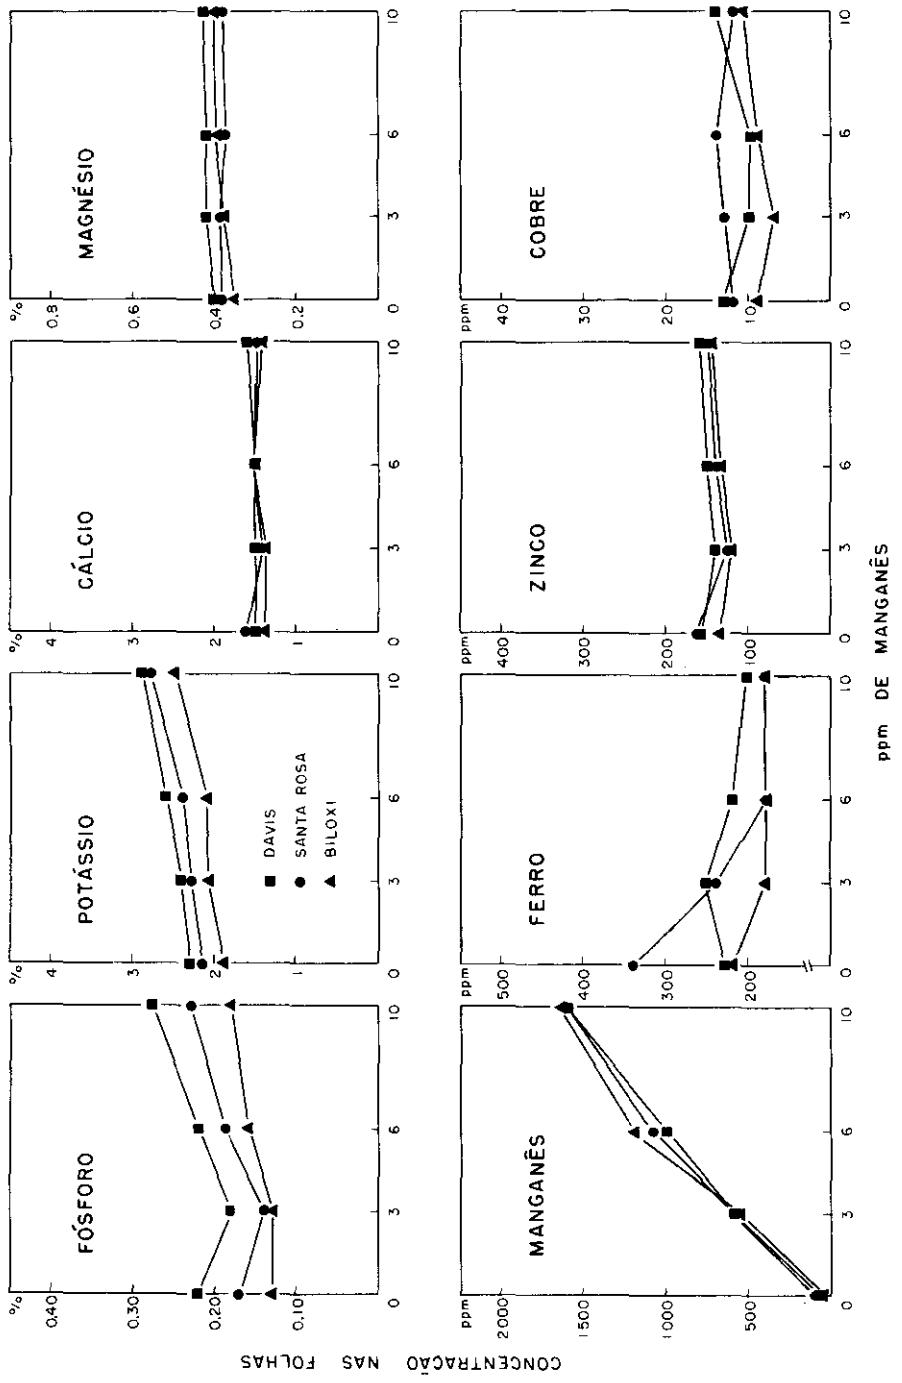 CONCENTRAÇÃO NAS FOLHAS
FÓSFORO
%
0.40
0.30
0.20
0.10
0 3 6 10
POTÁSSIO
%
4
3
2
1
0 3 6 10
DAVIS
SANTA ROSA
BILOXI
CÁLCIO
%
4
3
2
1
0 3 6 10
MAGNÉSIO
%
0.8
0.6
0.4
0.2
0 3 6 10
MANGANÊS
ppm
2000
1500
1000
500
0 3 6 10
FERRO
ppm
500
400
300
200
0 3 6 10
ZINCO
ppm
400
300
200
100
0 3 6 10
COBRE
ppm
40
30
20
10
0 3 6 10
ppm DE MANGANÊS